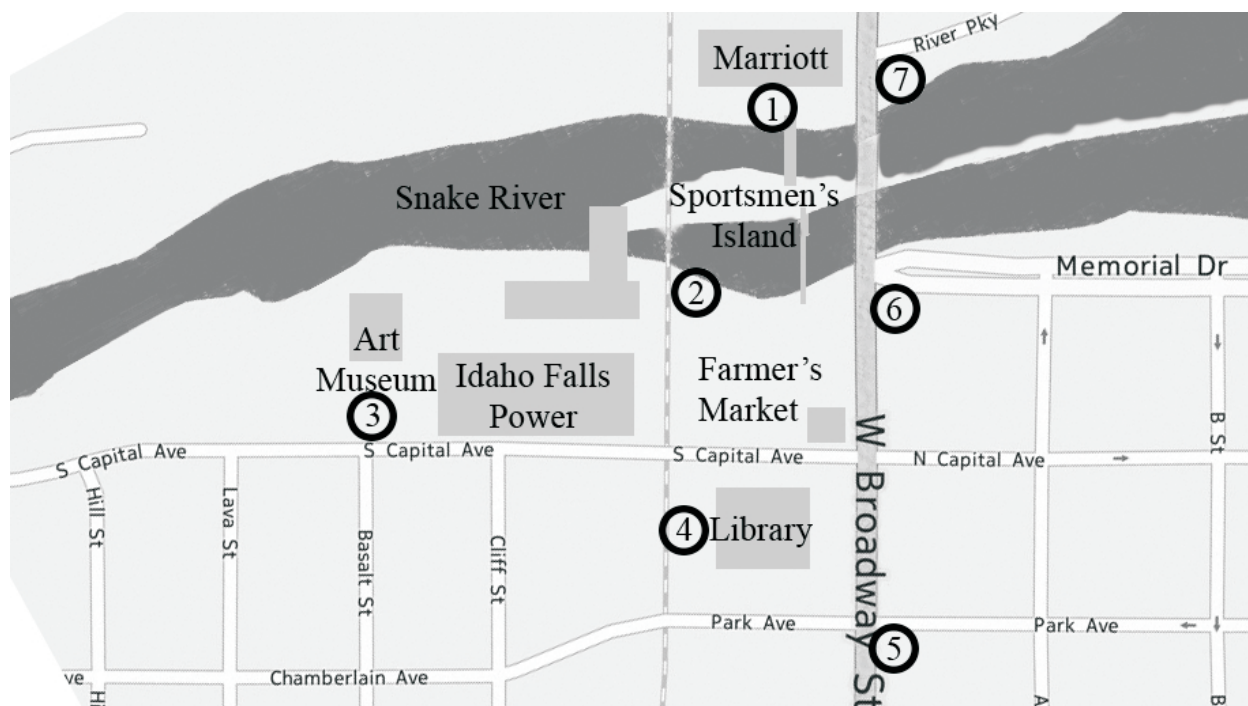 River Pky
Marriott
7
1
Snake River
Sportsmen's
Island
Memorial Dr
2
6
Art
Museum
Idaho Falls
Power
Farmer's
Market
3
S Capital Ave
S Capital Ave
S Capital Ave
N Capital Ave
W Broadway St
B St
Hill St
Lava St
Basalt St
Cliff St
4
Library
Park Ave
Park Ave
5
ve
Chamberlain Ave
Hi
A
B